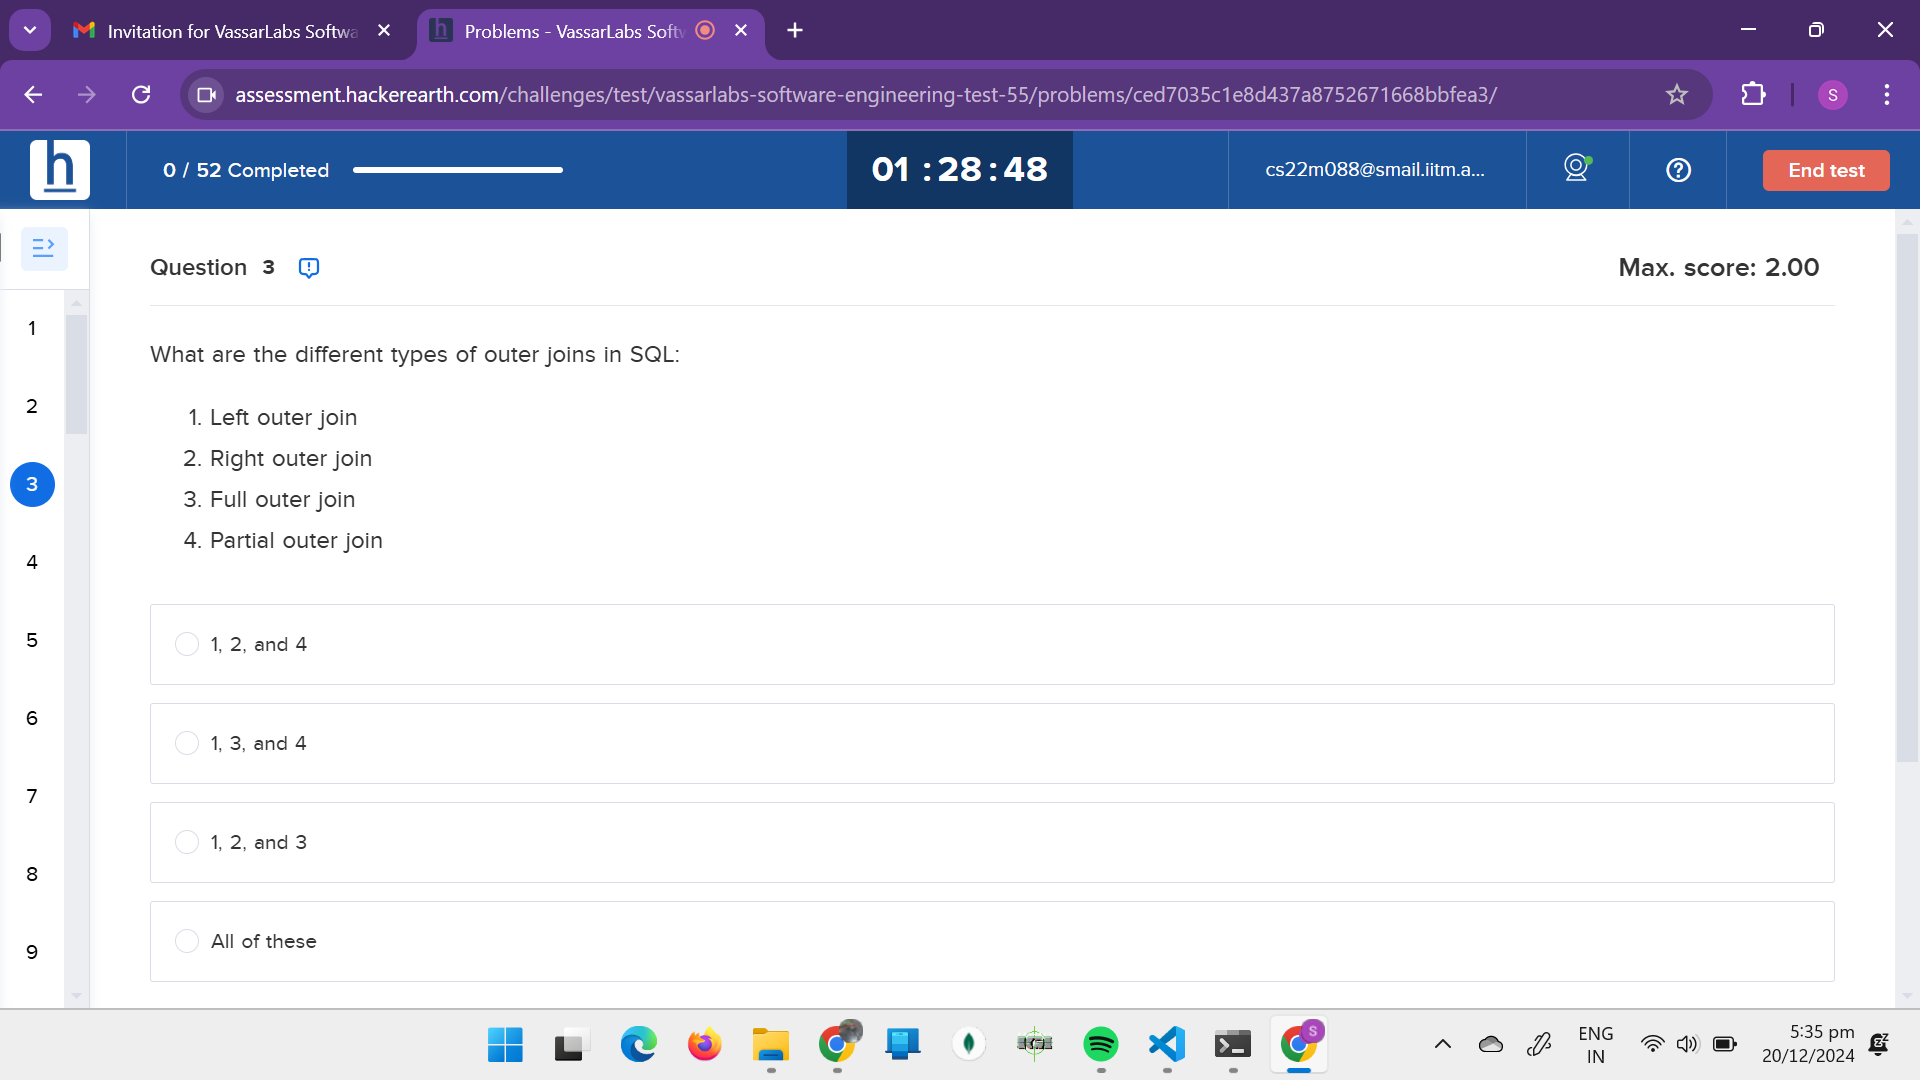 Invitation for VassarLabs Softwa
Problems - VassarLabs Softv
assessment.hackerearth.com/challenges/test/vassarlabs-software-engineering-test-55/problems/ced7035c1e8d437a8752671668bbfea3/
S
h
0 / 52 Completed
01 : 28 : 48
cs22m088@smail.iitm.a...
End test
Question 3
Max. score: 2.00
1
2
3
4
5
6
7
8
9
What are the different types of outer joins in SQL:
1. Left outer join
2. Right outer join
3. Full outer join
4. Partial outer join
1, 2, and 4
1, 3, and 4
1, 2, and 3
All of these
S
ENG
IN
5:35 pm
20/12/2024